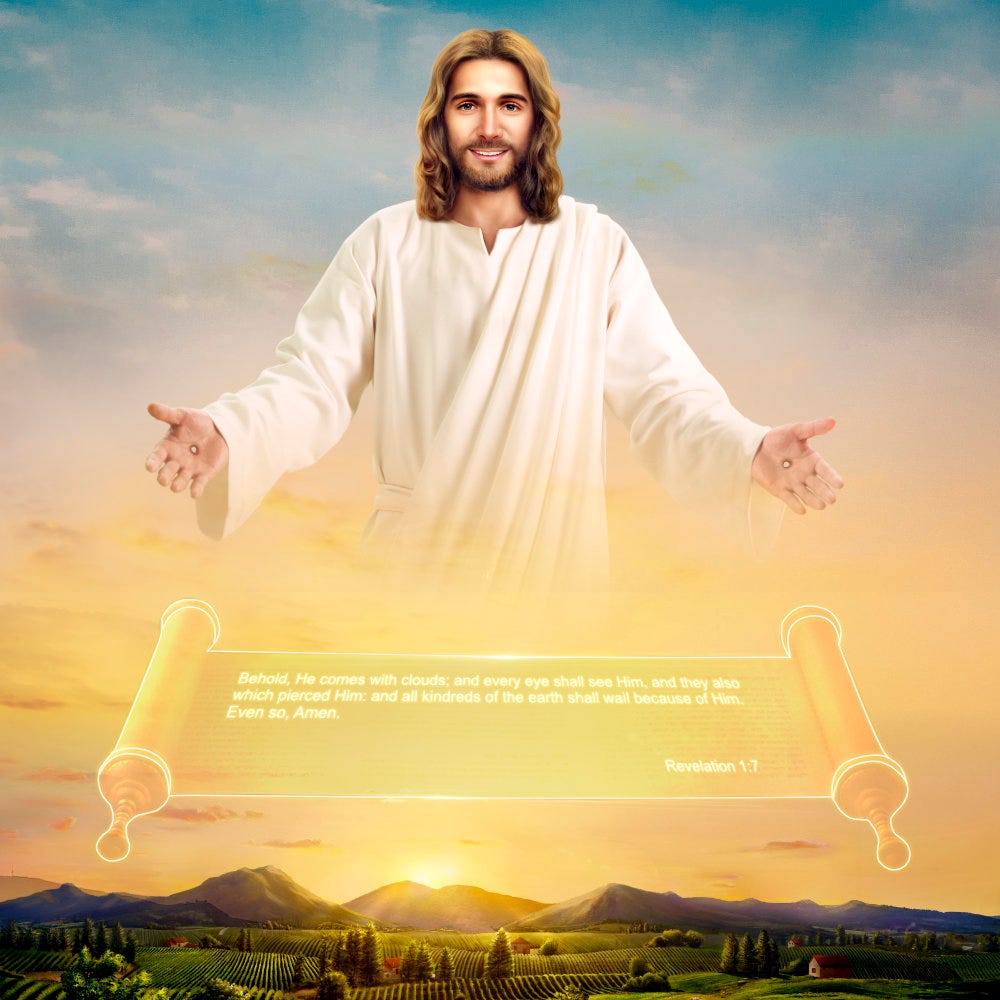 Behold, He comes with clouds; and every eye shall see Him, and they also
which pierced Him: and all kindreds of the earth shall wail because of Him.
Even so, Amen.
Revelation 1:7